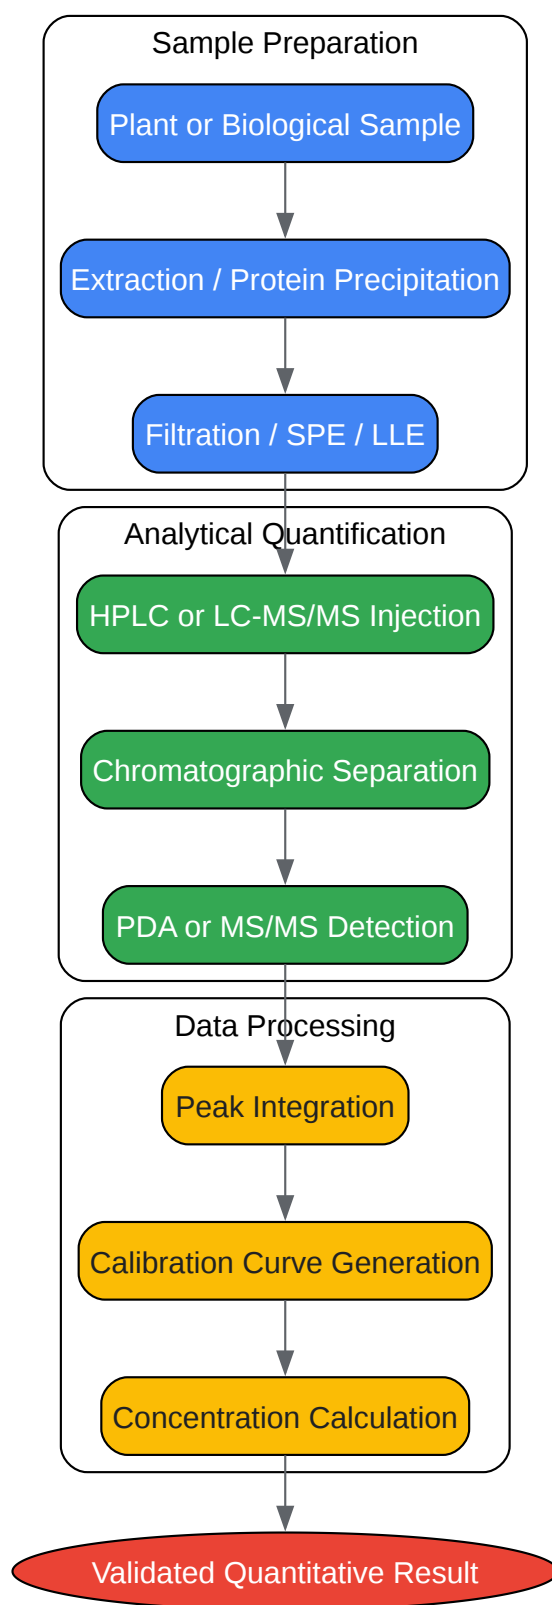 Sample Preparation
Plant or Biological Sample
Extraction / Protein Precipitation
Filtration / SPE / LLE
Analytical Quantification
HPLC or LC-MS/MS Injection
Chromatographic Separation
PDA or MS/MS Detection
Data Processing
Peak Integration
Calibration Curve Generation
Concentration Calculation
Validated Quantitative Result